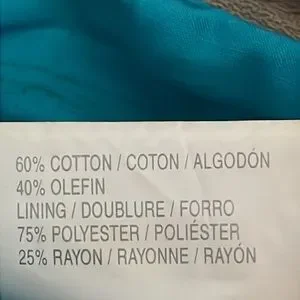 60% COTTON / COTON / ALGODÓN
40% OLEFIN
LINING / DOUBLURE / FORRO
75% POLYESTER / POLIÉSTER
25% RAYON / RAYONNE / RAYÓN